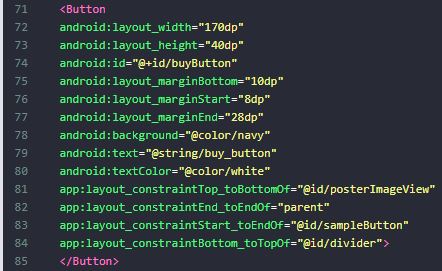 71 <Button
72 android:layout_width="170dp"
73 android:layout_height="40dp"
74 android:id="@+id/buyButton"
75 android:layout_marginBottom="10dp"
76 android:layout_marginStart="8dp"
77 android:layout_marginEnd="28dp"
78 android:background="@color/navy"
79 android:text="@string/buy_button"
80 android:textColor="@color/white"
81 app:layout_constraintTop_toBottomOf="@id/posterImageView"
82 app:layout_constraintEnd_toEndOf="parent"
83 app:layout_constraintStart_toEndOf="@id/sampleButton"
84 app:layout_constraintBottom_toTopOf="@id/divider">
85 </Button>